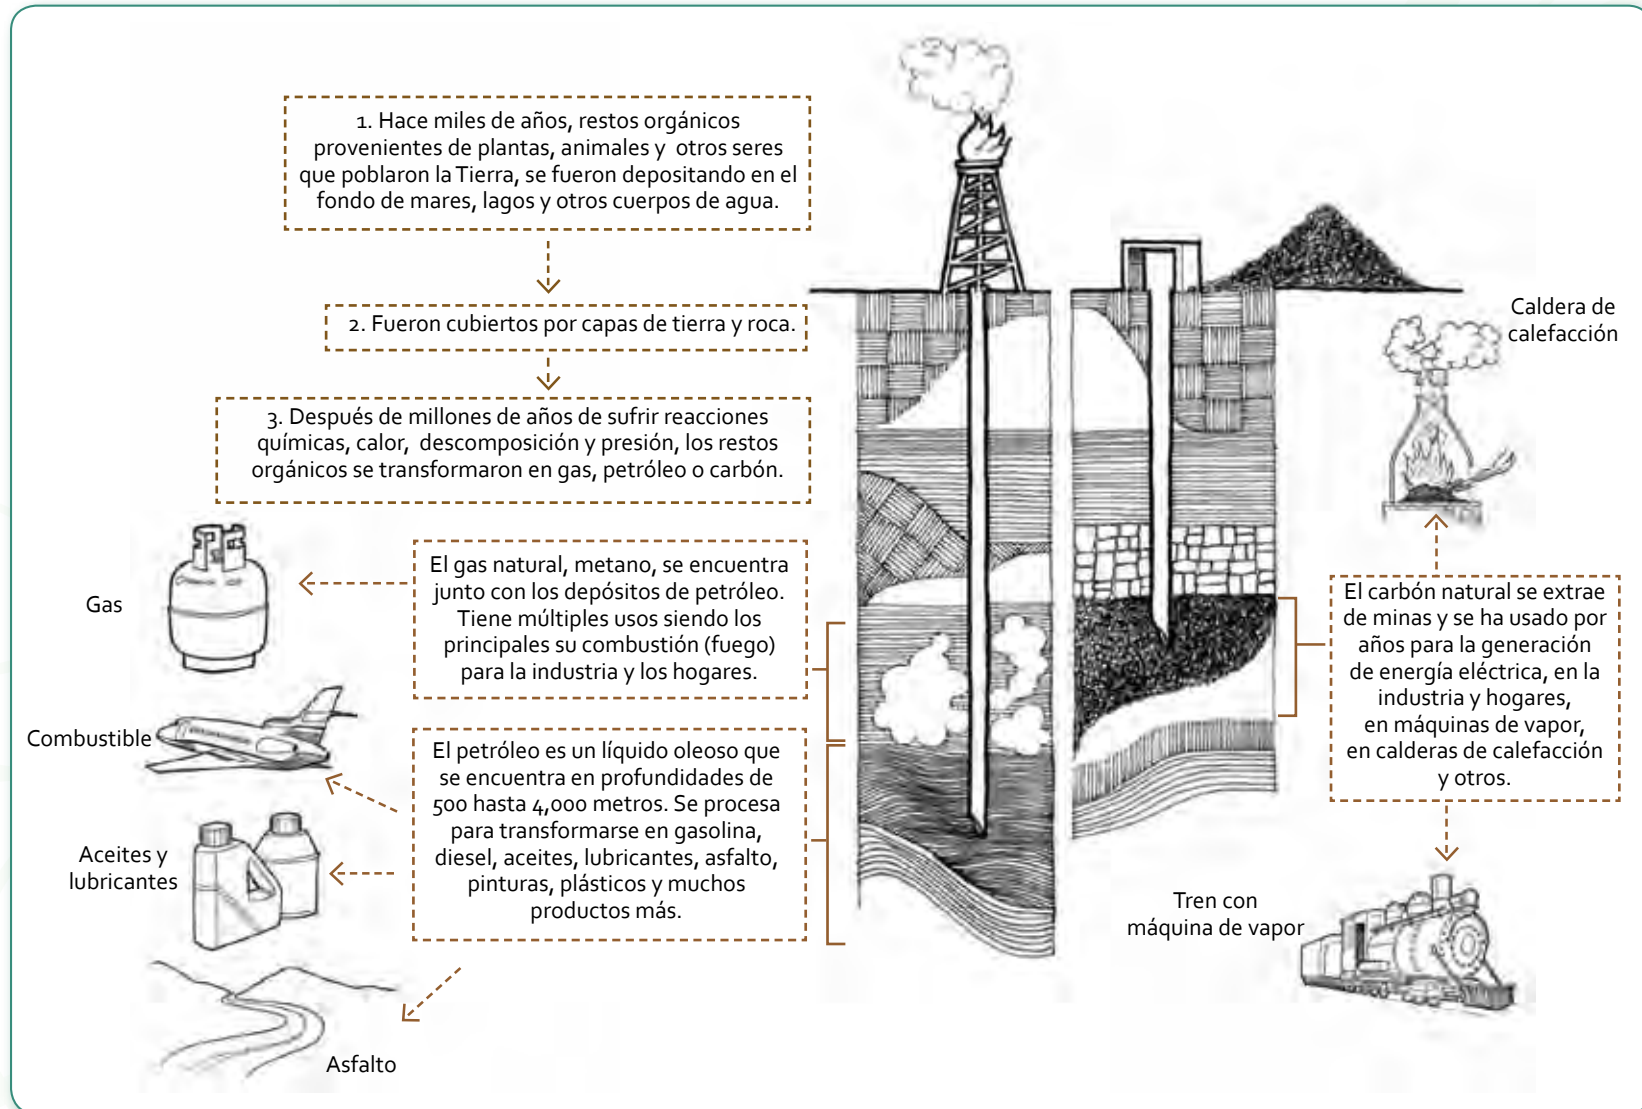 1. Hace miles de años, restos orgánicos
provenientes de plantas, animales y otros seres
que poblaron la Tierra, se fueron depositando en el
fondo de mares, lagos y otros cuerpos de agua.
2. Fueron cubiertos por capas de tierra y roca.
3. Después de millones de años de sufrir reacciones
químicas, calor, descomposición y presión, los restos
orgánicos se transformaron en gas, petróleo o carbón.
Gas
El gas natural, metano, se encuentra
junto con los depósitos de petróleo.
Tiene múltiples usos siendo los
principales su combustión (fuego)
para la industria y los hogares.
Combustible
El petróleo es un líquido oleoso que
se encuentra en profundidades de
500 hasta 4,000 metros. Se procesa
para transformarse en gasolina,
diesel, aceites, lubricantes, asfalto,
pinturas, plásticos y muchos
productos más.
Aceites y
lubricantes
Asfalto
Caldera de
calefacción
El carbón natural se extrae
de minas y se ha usado por
años para la generación
de energía eléctrica, en la
industria y hogares,
en máquinas de vapor,
en calderas de calefacción
y otros.
Tren con
máquina de vapor